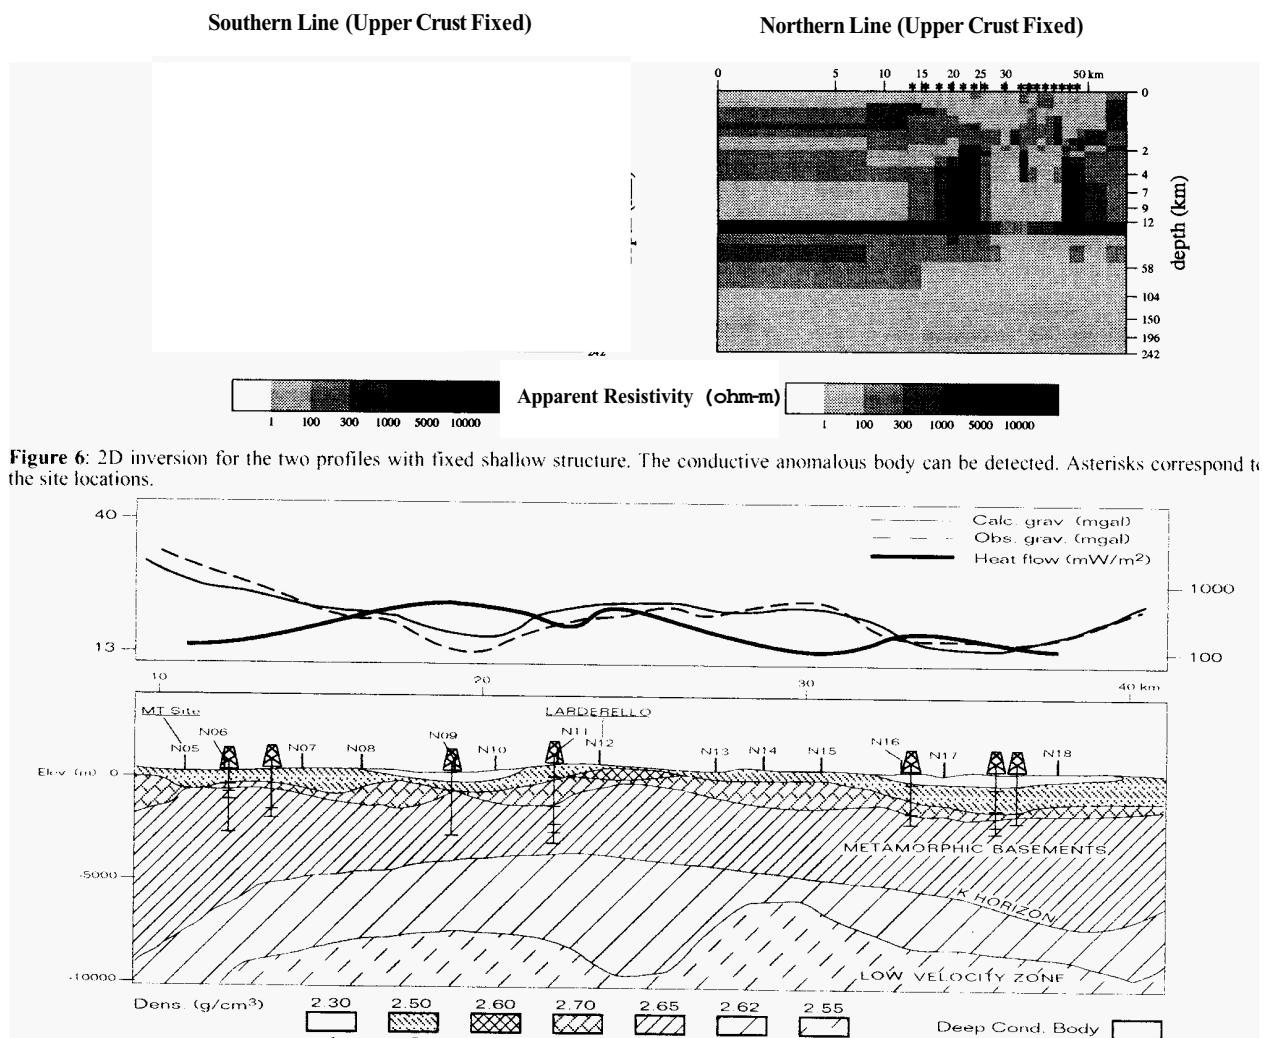 Southern Line (Upper Crust Fixed)
Northern Line (Upper Crust Fixed)
0 5 10 15 20 25 30 50 km
0
2
4
7
9
12
58
104
150
196
242
depth (km)
1 100 300 1000 5000 10000
Apparent Resistivity (ohm-m)
1 100 300 1000 5000 10000
Figure 6: 2D inversion for the two profiles with fixed shallow structure. The conductive anomalous body can be detected. Asterisks correspond to
the site locations.
40
13
Calc. grav (mgal)
Obs. grav. (mgal)
Heat flow (mW/m²)
1000
100
10 20 30 40 km
MT Site
LARDERELLO
N05 N06 N07 N08 N09 N10 N11 N12 N13 N14 N15 N16 N17 N18
Elev (m) 0
METAMORPHIC BASEMENTS
-5000
K HORIZON
-10000
LOW VELOCITY ZONE
Dens. (g/cm³) 2.30 2.50 2.60 2.70 2.65 2.62 2.55
Deep Cond. Body